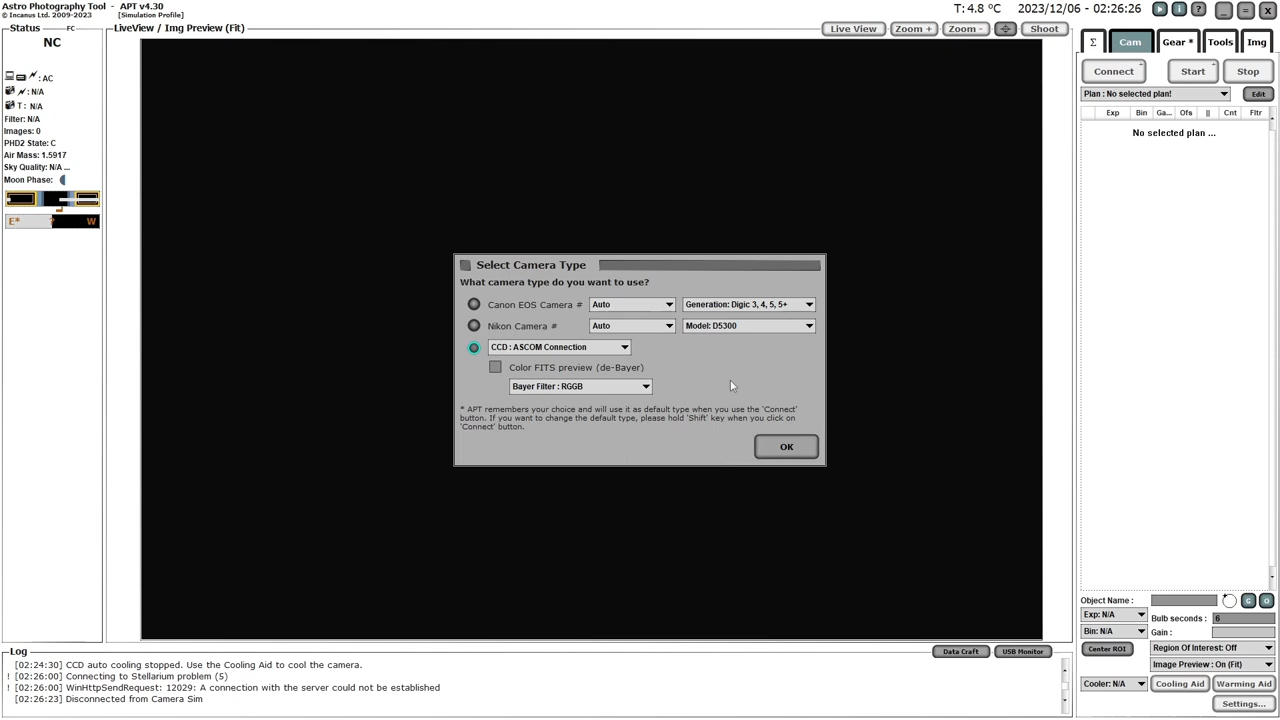 Astro Photography Tool - APT v4.30
© Incanus Ltd. 2009-2023 [Simulation Profile]
T: 4.8 ºC 2023/12/06 - 02:26:26
Status FC
NC
: AC
: N/A
T : N/A
Filter: N/A
Images: 0
PHD2 State: C
Air Mass: 1.5917
Sky Quality: N/A ...
Moon Phase:
E* ? W
LiveView / Img Preview (Fit)
Live View Zoom + Zoom - Shoot
Σ Cam Gear * Tools Img
Connect Start Stop
Plan : No selected plan! Edit
Exp Bin Ga... Ofs || Cnt Fltr
No selected plan ...
Select Camera Type
What camera type do you want to use?
Canon EOS Camera # Auto Generation: Digic 3, 4, 5, 5+
Nikon Camera # Auto Model: D5300
CCD : ASCOM Connection
Color FITS preview (de-Bayer)
Bayer Filter : RGGB
* APT remembers your choice and will use it as default type when you use the 'Connect'
button. If you want to change the default type, please hold 'Shift' key when you click on
'Connect' button.
OK
Object Name : G O
Exp: N/A Bulb seconds : 6
Bin: N/A Gain :
Center ROI Region Of Interest: Off
Image Preview : On (Fit)
Cooler: N/A Cooling Aid Warming Aid
Settings...
Log Data Craft USB Monitor
[02:24:30] CCD auto cooling stopped. Use the Cooling Aid to cool the camera.
! [02:26:00] Connecting to Stellarium problem (5)
! [02:26:00] WinHttpSendRequest: 12029: A connection with the server could not be established
[02:26:23] Disconnected from Camera Sim